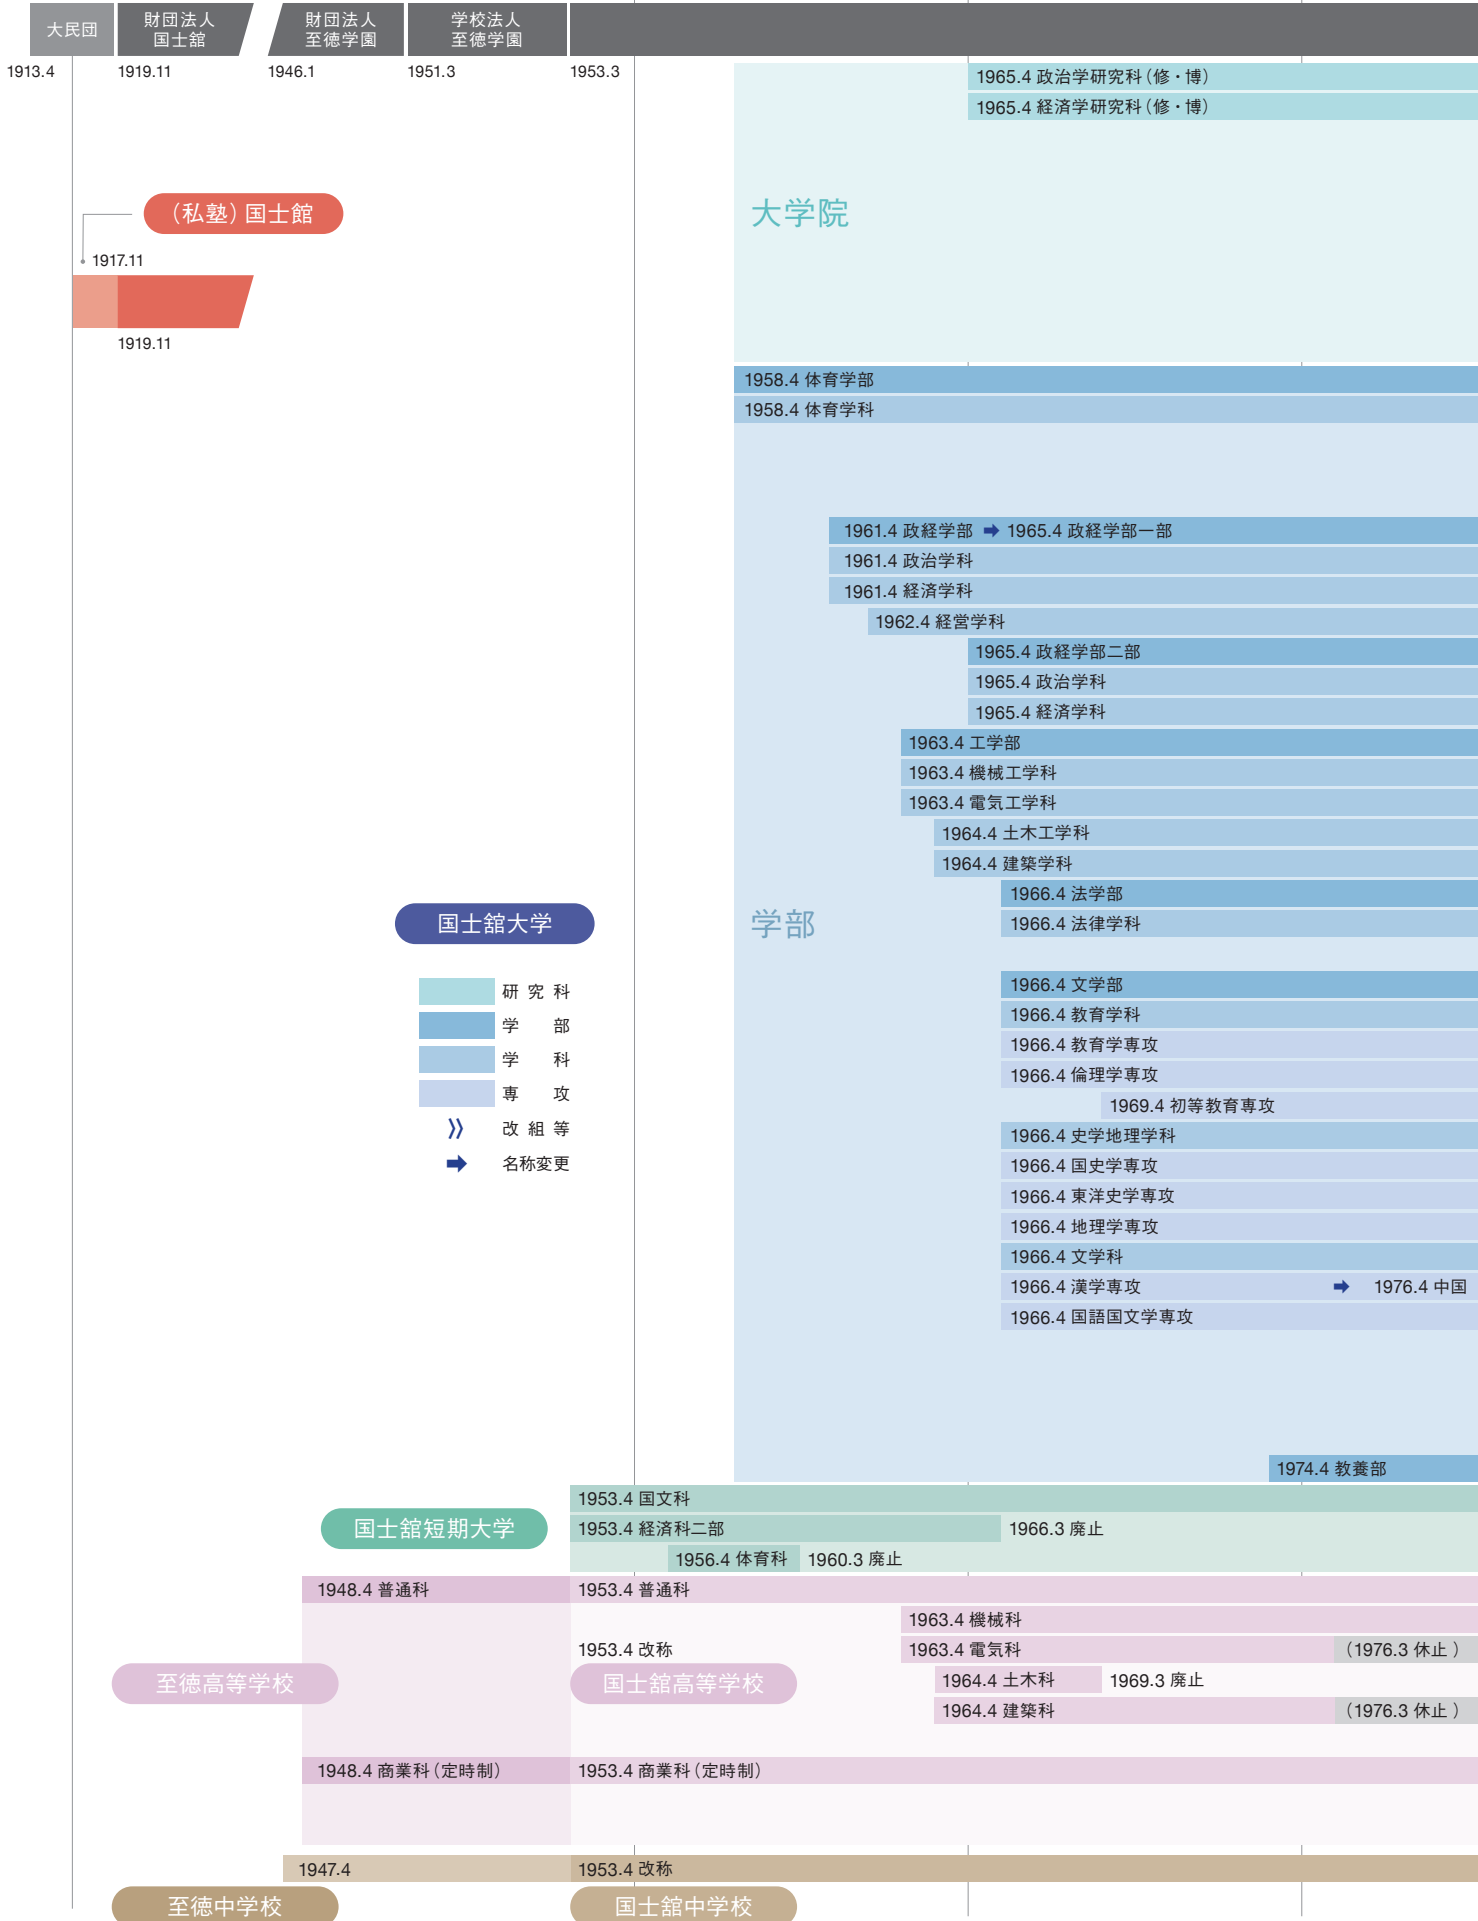 大民団
財団法人
国士舘
財団法人
至徳学園
学校法人
至徳学園
1913.4
1919.11
1946.1
1951.3
1953.3
1965.4 政治学研究科（修・博）
1965.4 経済学研究科（修・博）
大学院
（私塾）国士館
1917.11
1919.11
1958.4 体育学部
1958.4 体育学科
1961.4 政経学部 ➡ 1965.4 政経学部一部
1961.4 政治学科
1961.4 経済学科
1962.4 経営学科
1965.4 政経学部二部
1965.4 政治学科
1965.4 経済学科
1963.4 工学部
1963.4 機械工学科
1963.4 電気工学科
1964.4 土木工学科
1964.4 建築学科
1966.4 法学部
1966.4 法律学科
学部
国士舘大学
研究科
学部
学科
専攻
改組等
名称変更
1966.4 文学部
1966.4 教育学科
1966.4 教育学専攻
1966.4 倫理学専攻
1969.4 初等教育専攻
1966.4 史学地理学科
1966.4 国史学専攻
1966.4 東洋史学専攻
1966.4 地理学専攻
1966.4 文学科
1966.4 漢学専攻 ➡ 1976.4 中国
1966.4 国語国文学専攻
1974.4 教養部
国士舘短期大学
1953.4 国文科
1953.4 経済科二部 1966.3 廃止
1956.4 体育科 1960.3 廃止
1948.4 普通科
1953.4 普通科
1963.4 機械科
1953.4 改称
1963.4 電気科 （1976.3 休止）
至徳高等学校
国士舘高等学校
1964.4 土木科 1969.3 廃止
1964.4 建築科 （1976.3 休止）
1948.4 商業科（定時制）
1953.4 商業科（定時制）
1947.4
1953.4 改称
至徳中学校
国士舘中学校